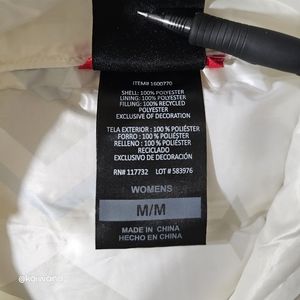 ITEM# 1600770
SHELL: 100% POLYESTER
LINING: 100% POLYESTER
FILLING: 100% RECYCLED
POLYESTER
EXCLUSIVE OF DECORATION
TELA EXTERIOR : 100 % POLIÉSTER
FORRO : 100 % POLIÉSTER
RELLENO : 100 % POLIÉSTER
RECICLADO
EXCLUSIVO DE DECORACIÓN
RN# 117732 LOT # 583976
WOMENS
M/M
MADE IN CHINA
HECHO EN CHINA
@kaiwana